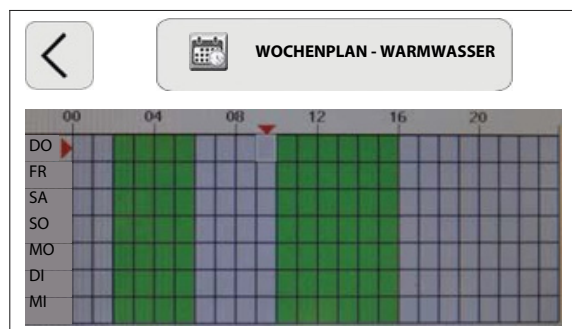 WOCHENPLAN - WARMWASSER
00 04 08 12 16 20
DO
FR
SA
SO
MO
DI
MI